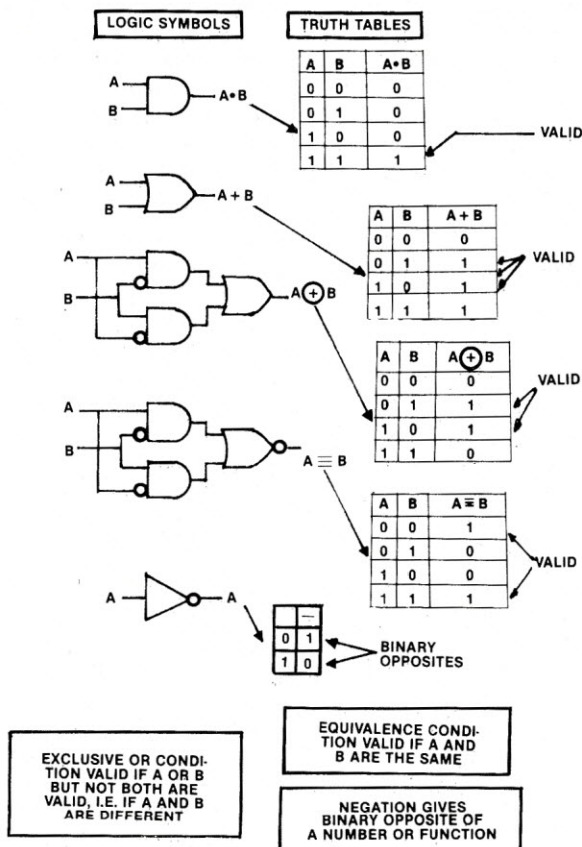 LOGIC SYMBOLS
TRUTH TABLES
A
B
A•B
A B A•B
0 0 0
0 1 0
1 0 0
1 1 1
VALID
A
B
A + B
A B A + B
0 0 0
0 1 1
1 0 1
1 1 1
VALID
A
B
A ⊕ B
A B A ⊕ B
0 0 0
0 1 1
1 0 1
1 1 0
VALID
A
B
A ≡ B
A B A ≡ B
0 0 1
0 1 0
1 0 0
1 1 1
VALID
A
A
—
0 1
1 0
BINARY
OPPOSITES
EXCLUSIVE OR CONDI-
TION VALID IF A OR B
BUT NOT BOTH ARE
VALID, I.E. IF A AND B
ARE DIFFERENT
EQUIVALENCE CONDI-
TION VALID IF A AND
B ARE THE SAME
NEGATION GIVES
BINARY OPPOSITE OF
A NUMBER OR FUNCTION